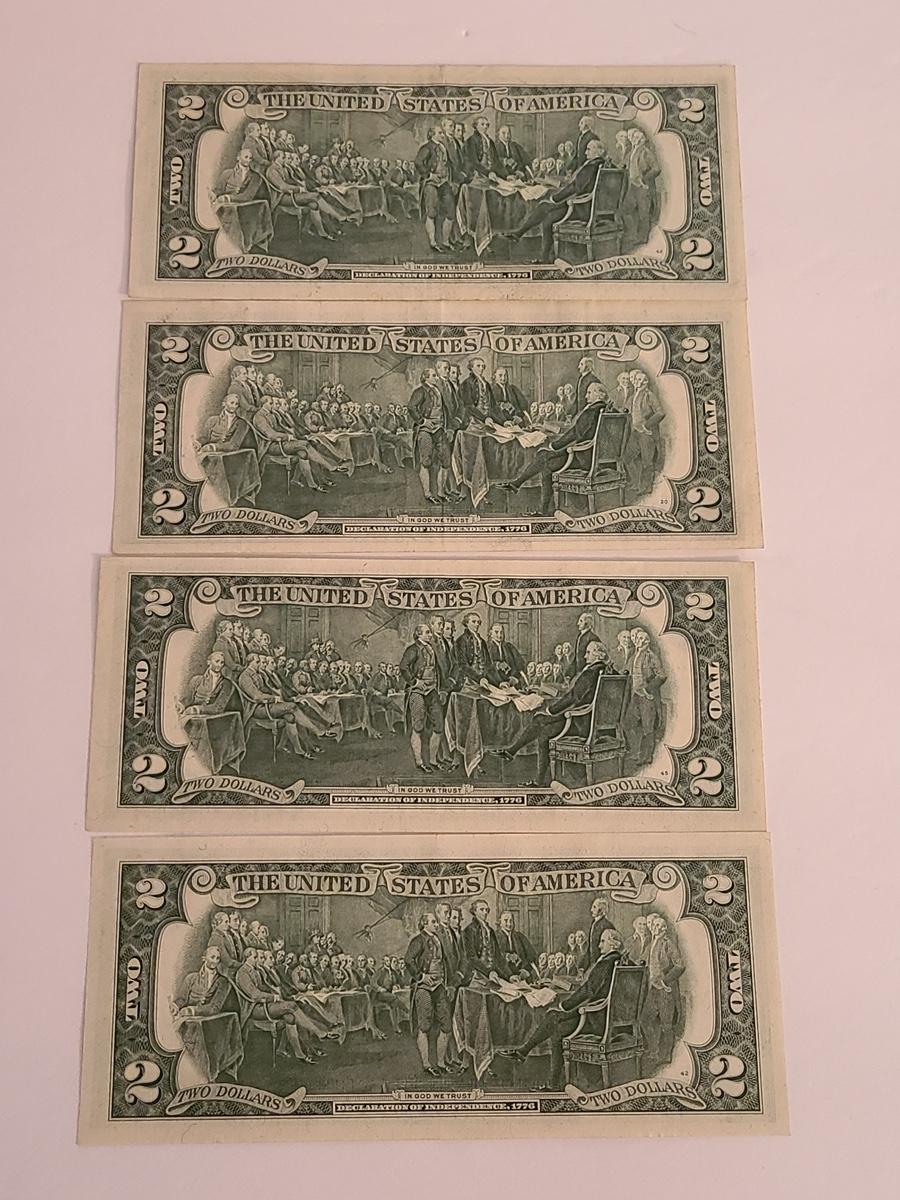 2 THE UNITED STATES OF AMERICA 2
TWO TWO
2 2
TWO DOLLARS IN GOD WE TRUST TWO DOLLARS
DECLARATION OF INDEPENDENCE, 1776
2 THE UNITED STATES OF AMERICA 2
TWO TWO
20
2 2
TWO DOLLARS IN GOD WE TRUST TWO DOLLARS
DECLARATION OF INDEPENDENCE, 1776
2 THE UNITED STATES OF AMERICA 2
TWO TWO
45
2 2
TWO DOLLARS IN GOD WE TRUST TWO DOLLARS
DECLARATION OF INDEPENDENCE, 1776
2 THE UNITED STATES OF AMERICA 2
TWO TWO
42
2 2
TWO DOLLARS IN GOD WE TRUST TWO DOLLARS
DECLARATION OF INDEPENDENCE, 1776